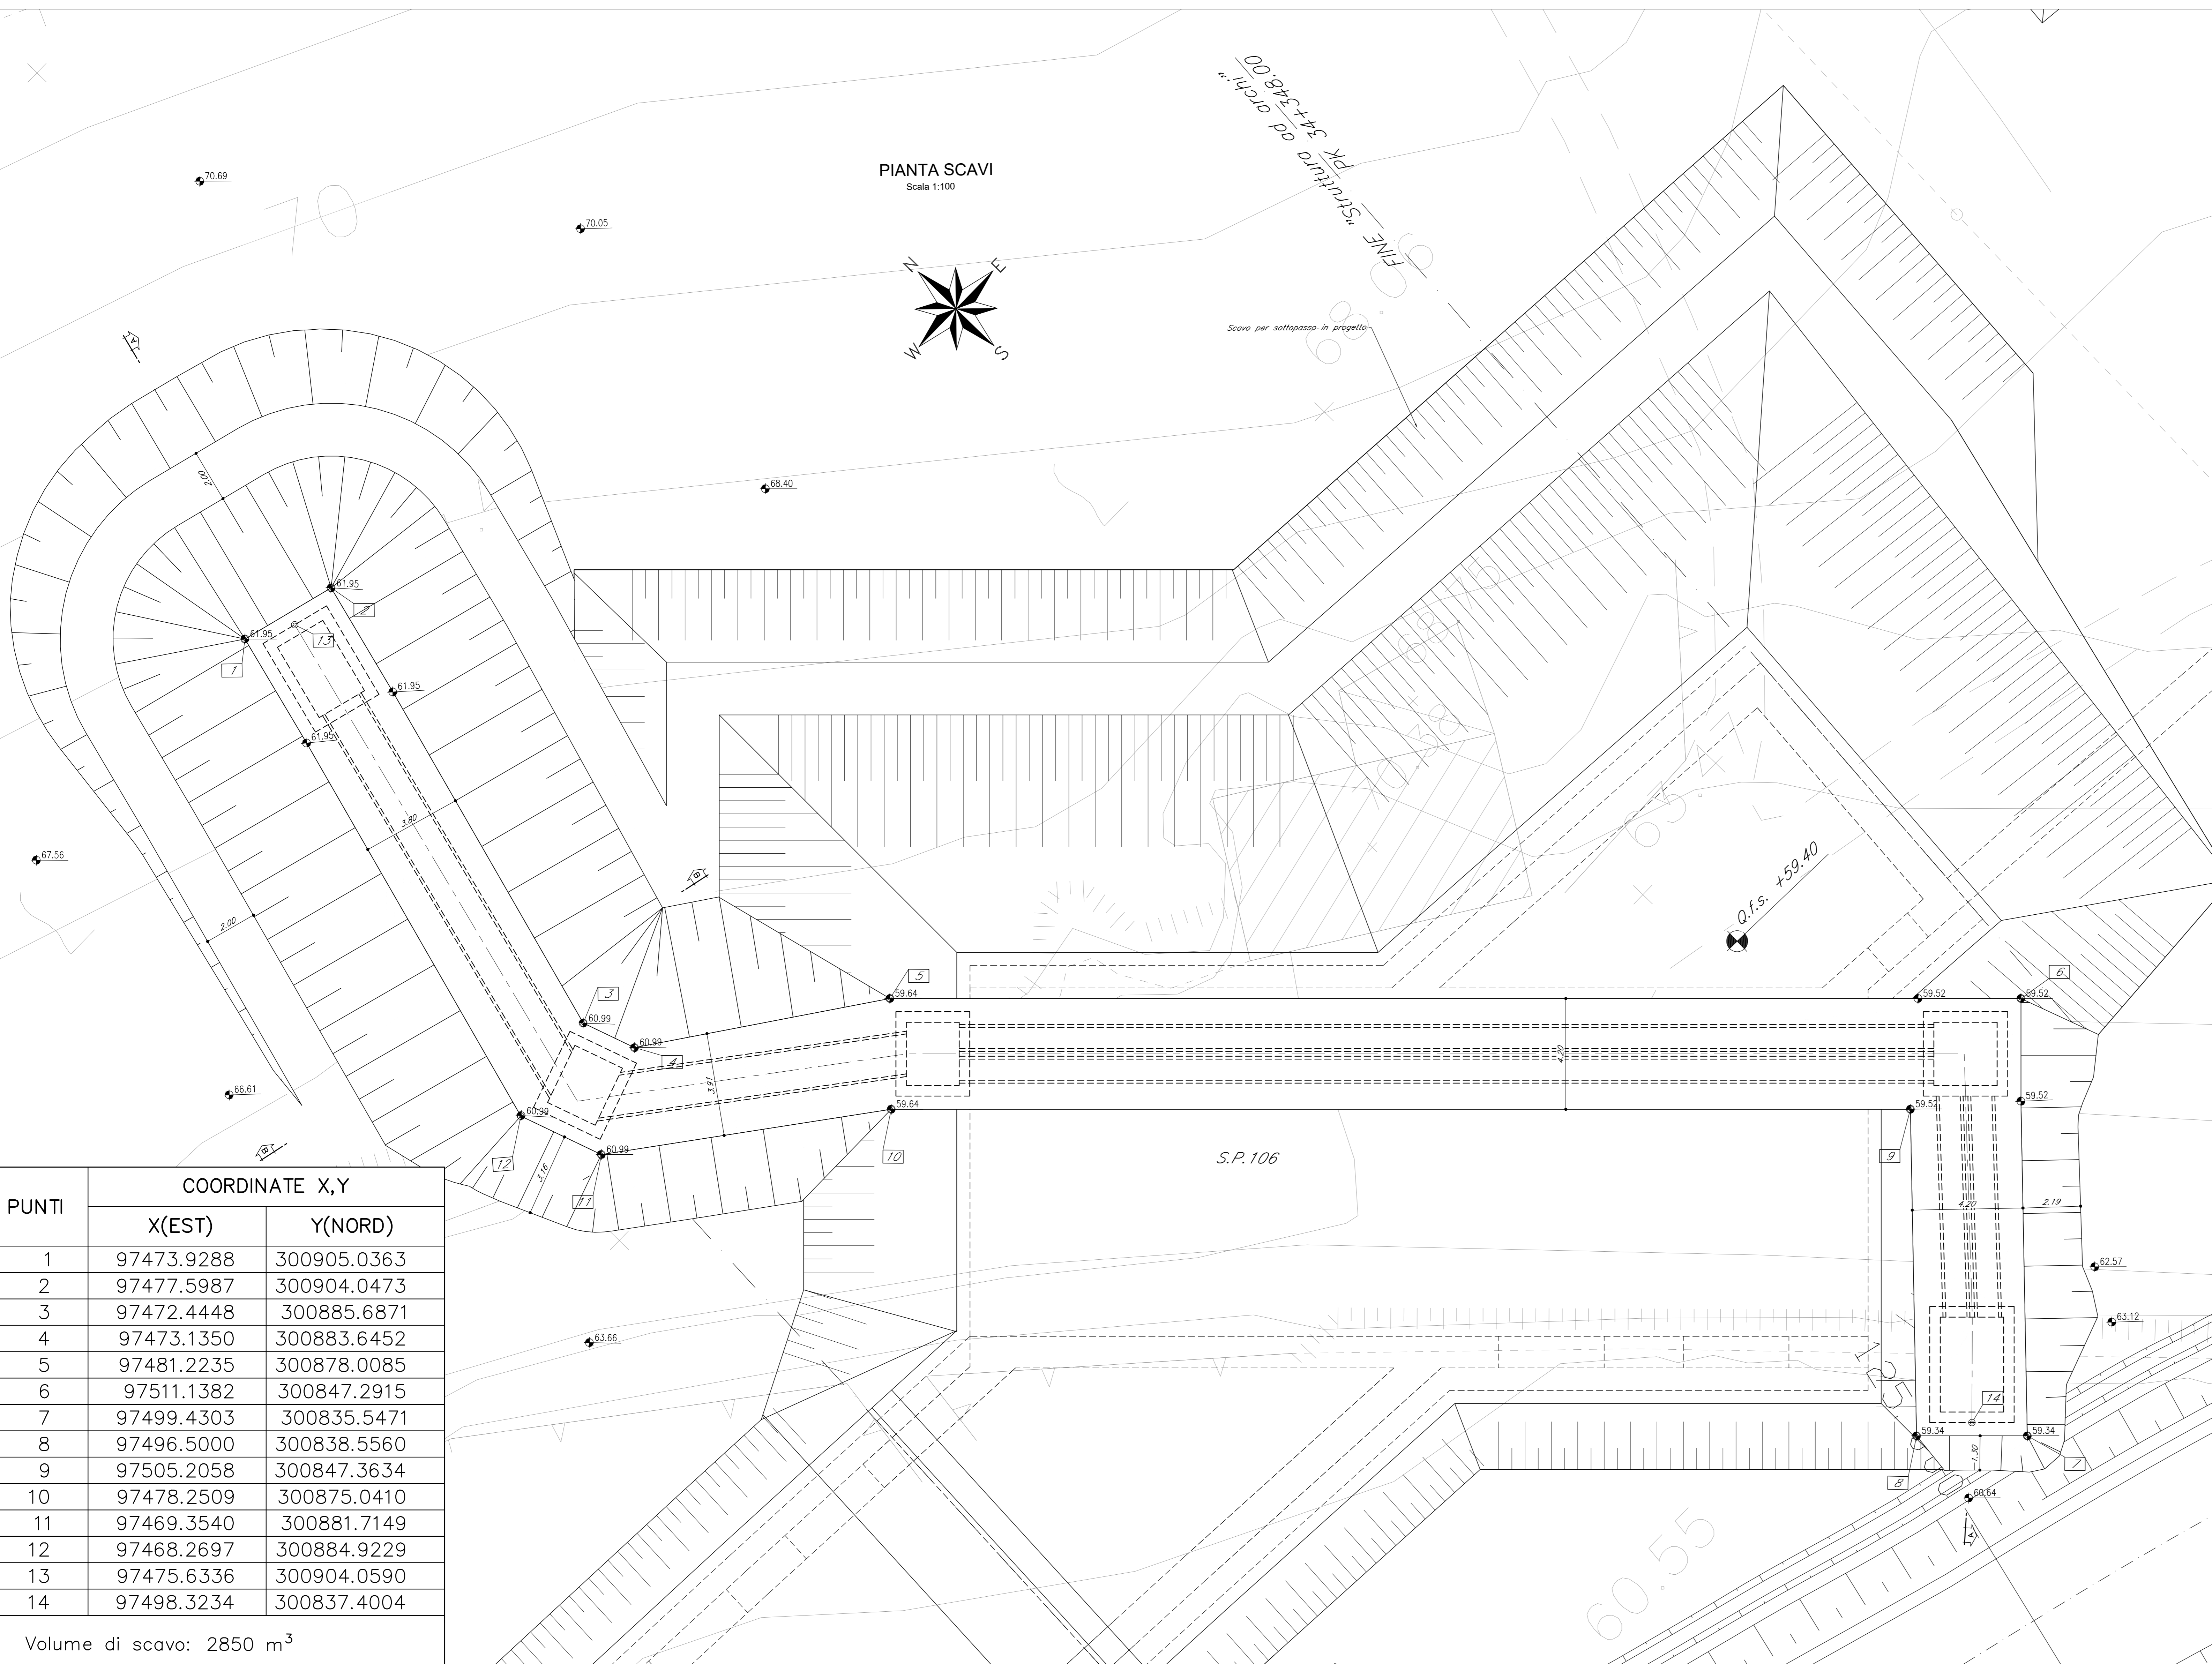 PIANTA SCAVI
Scala 1:100
FINE "Struttura ad archi"
PK 34+348.00
N
E
W
S
70
70.69
70.05
68.40
67.56
66.61
63.66
62.57
63.12
60.64
Scavo per sottopasso in progetto
A
2.00
61.95
2
61.95
13
1
61.95
61.95
3.80
2.00
B
B
3
60.99
60.99
4
5
59.64
3.91
60.99
12
60.99
11
3.16
59.64
10
4.20
S.P.106
Q.f.s. +59.40
59.52
59.52
6
59.52
59.52
9
4.20
2.19
14
59.34
59.34
8
7
1.30
A
60.55
PUNTI
COORDINATE X,Y
X(EST) Y(NORD)
1 97473.9288 300905.0363
2 97477.5987 300904.0473
3 97472.4448 300885.6871
4 97473.1350 300883.6452
5 97481.2235 300878.0085
6 97511.1382 300847.2915
7 97499.4303 300835.5471
8 97496.5000 300838.5560
9 97505.2058 300847.3634
10 97478.2509 300875.0410
11 97469.3540 300881.7149
12 97468.2697 300884.9229
13 97475.6336 300904.0590
14 97498.3234 300837.4004
Volume di scavo: 2850 m³